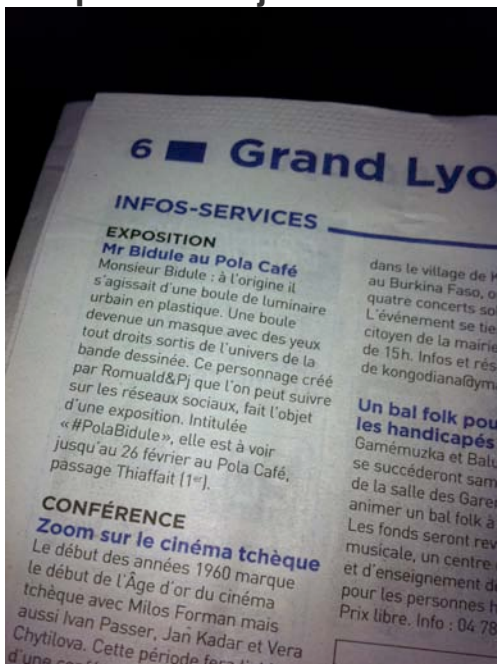 6 Grand Lyo
INFOS-SERVICES
EXPOSITION
Mr Bidule au Pola Café
Monsieur Bidule : à l'origine il
s'agissait d'une boule de luminaire
urbain en plastique. Une boule
devenue un masque avec des yeux
tout droits sortis de l'univers de la
bande dessinée. Ce personnage créé
par Romuald&Pj que l'on peut suivre
sur les réseaux sociaux, fait l'objet
d'une exposition. Intitulée
«#PolaBidule», elle est à voir
jusqu'au 26 février au Pola Café,
passage Thiaffait (1er).
CONFÉRENCE
Zoom sur le cinéma tchèque
Le début des années 1960 marque
le début de l'Âge d'or du cinéma
tchèque avec Milos Forman mais
aussi Ivan Passer, Jan Kadar et Vera
Chytilova. Cette période
d'une
dans le village de K
au Burkina Faso, o
quatre concerts so
L'événement se tie
citoyen de la mairie
de 15h. Infos et rés
de kongodiana@ym
Un bal folk pou
les handicapés
Gamémuzka et Balu
se succéderont sam
de la salle des Gare
animer un bal folk à
Les fonds seront rev
musicale, un centre
et d'enseignement de
pour les personnes h
Prix libre. Info : 04 78